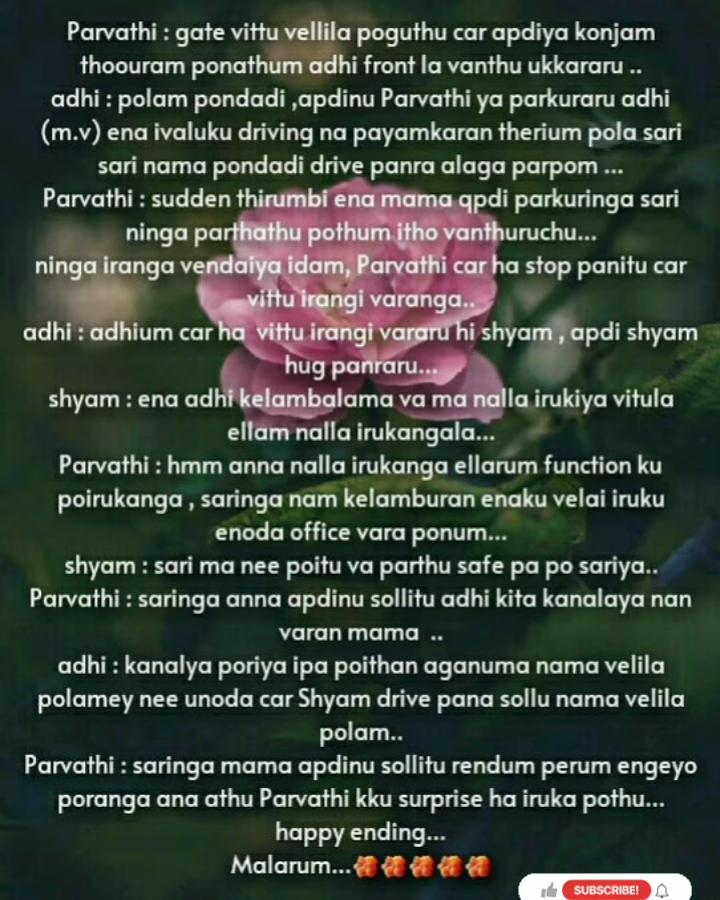 Parvathi : gate vittu vellila poguthu car apdiya konjam
thoouram ponathum adhi front la vanthu ukkararu ..
adhi : polam pondadi ,apdinu Parvathi ya parkuraru adhi
(m.v) ena ivaluku driving na payamkaran therium pola sari
sari nama pondadi drive panra alaga parpom ...
Parvathi : sudden thirumbi ena mama qpdi parkuringa sari
ninga parthathu pothum itho vanthuruchu...
ninga iranga vendaiya idam, Parvathi car ha stop panitu car
vittu irangi varanga..
adhi : adhium car ha  vittu irangi vararu hi shyam , apdi shyam
hug panraru...
shyam : ena adhi kelambalama va ma nalla irukiya vitula
ellam nalla irukangala...
Parvathi : hmm anna nalla irukanga ellarum function ku
poirukanga , saringa nam kelamburan enaku velai iruku
enoda office vara ponum...
shyam : sari ma nee poitu va parthu safe pa po sariya..
Parvathi : saringa anna apdinu sollitu adhi kita kanalaya nan
varan mama  ..
adhi : kanalya poriya ipa poithan aganuma nama velila
polamey nee unoda car Shyam drive pana sollu nama velila
polam..
Parvathi : saringa mama apdinu sollitu rendum perum engeyo
poranga ana athu Parvathi kku surprise ha iruka pothu...
happy ending...
Malarum...🌺🌺🌺🌺🌺
SUBSCRIBE!